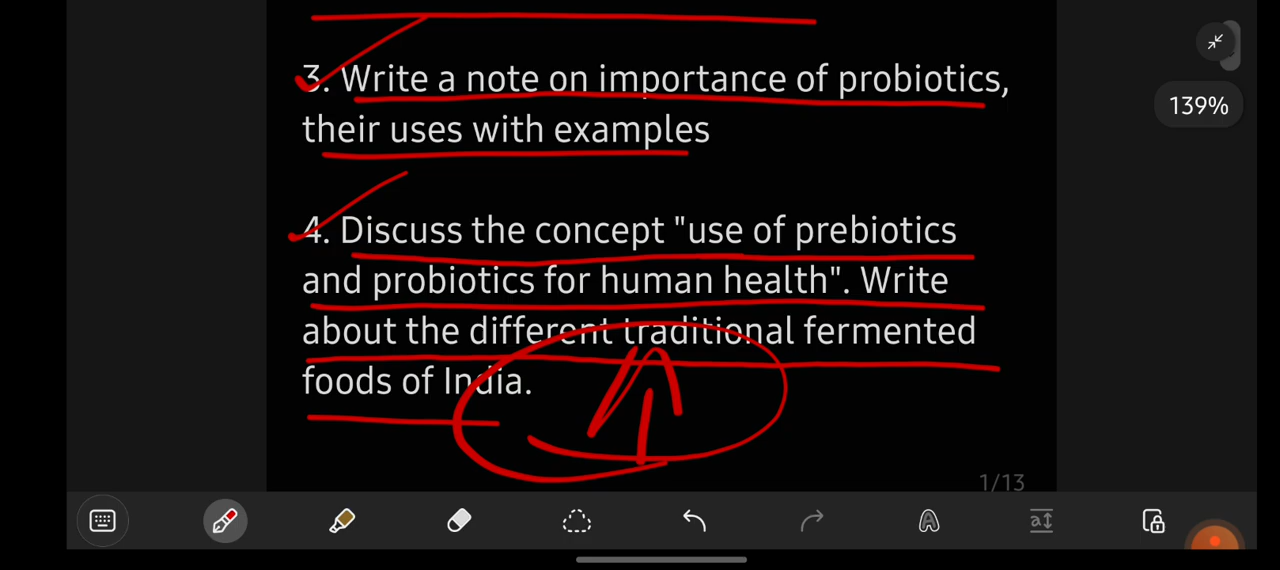 3. Write a note on importance of probiotics,
their uses with examples
139%
4. Discuss the concept "use of prebiotics
and probiotics for human health". Write
about the different traditional fermented
foods of India.
1/13